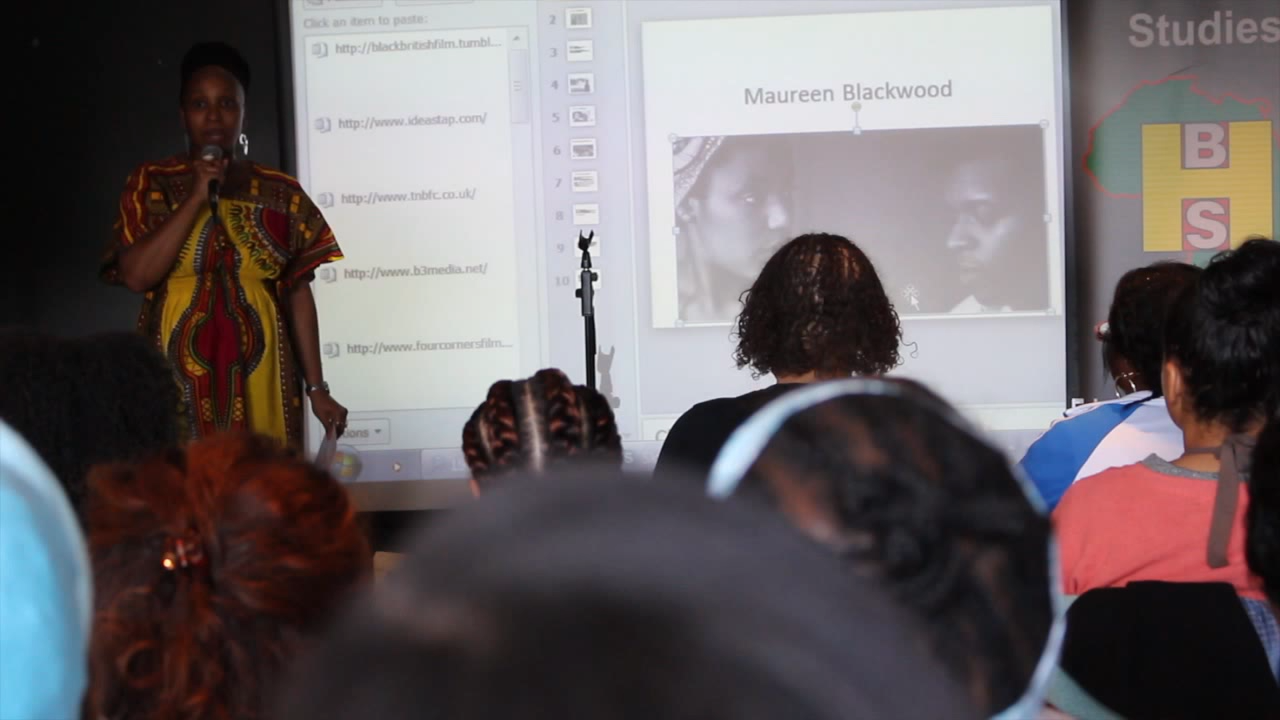 Click an item to paste:
http://blackbritishfilm.tumbl...
http://www.ideastap.com/
http://www.tnbfc.co.uk/
http://www.b3media.net/
http://www.fourcornersfilm...
2
3
4
5
6
7
8
9
10
Maureen Blackwood
Studies
B
H
S